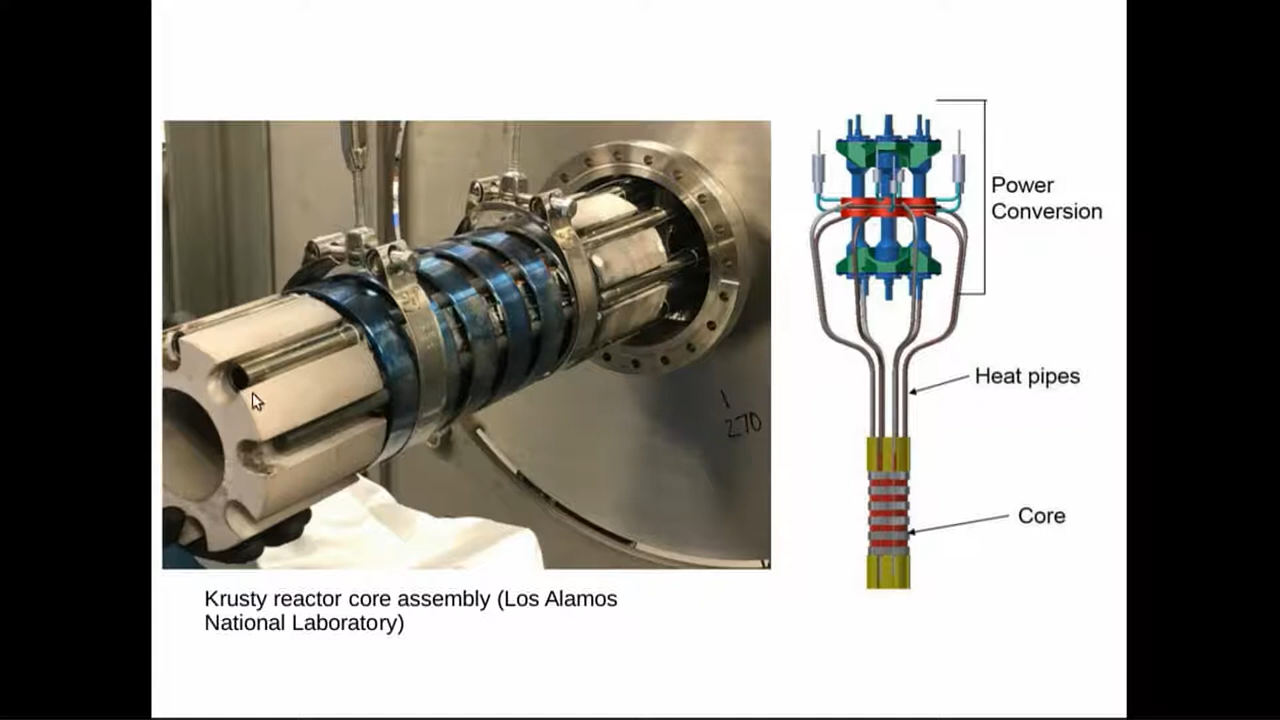 Power
Conversion
1
270
Heat pipes
Core
Krusty reactor core assembly (Los Alamos
National Laboratory)